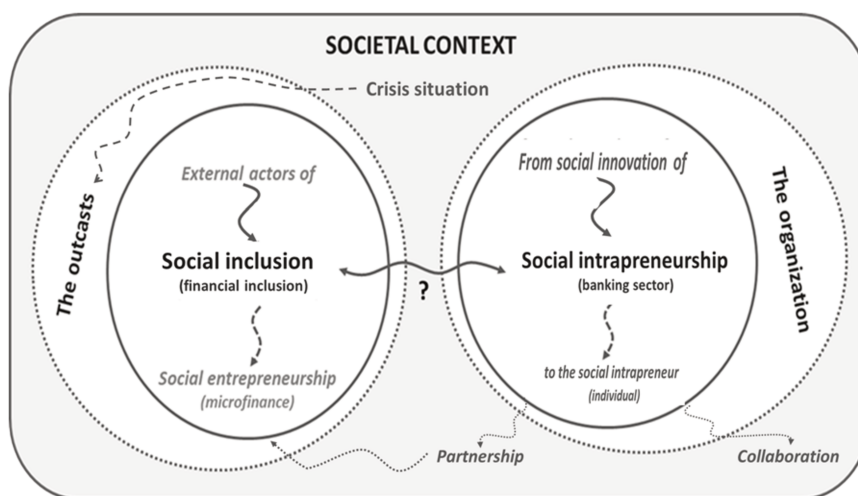 SOCIETAL CONTEXT
Crisis situation
The outcasts
External actors of
Social inclusion
(financial inclusion)
Social entrepreneurship
(microfinance)
?
From social innovation of
Social intrapreneurship
(banking sector)
to the social intrapreneur
(individual)
The organization
Partnership
Collaboration